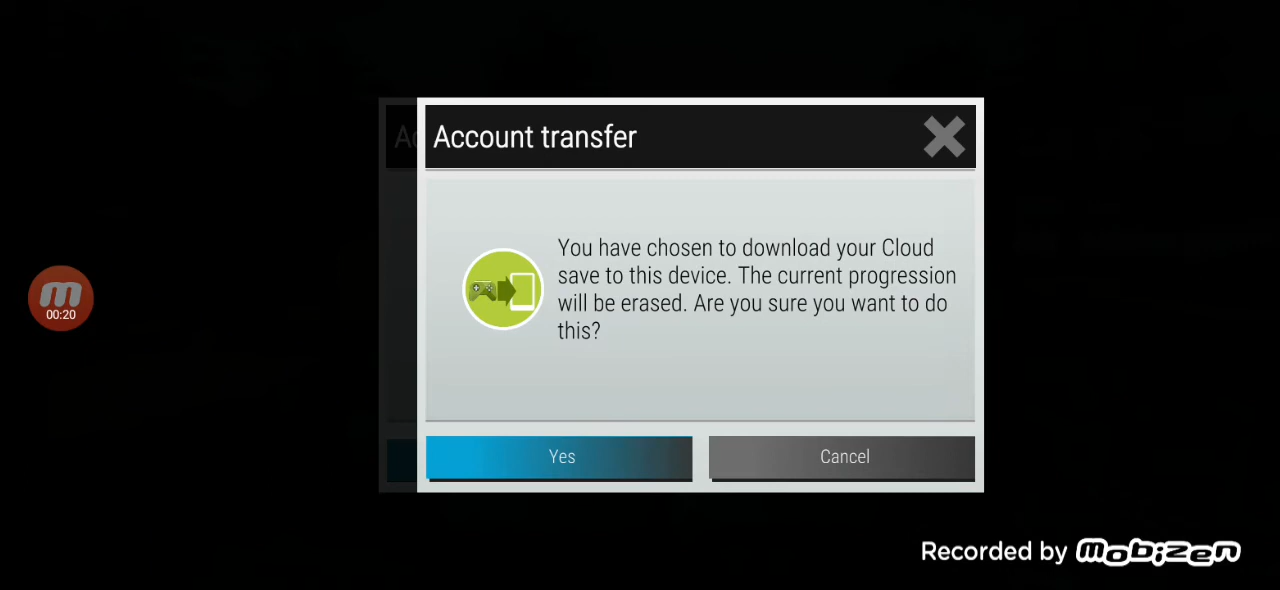 Account transfer
You have chosen to download your Cloud
save to this device. The current progression
will be erased. Are you sure you want to do
this?
Yes
Cancel
00:20
Recorded by mobizen